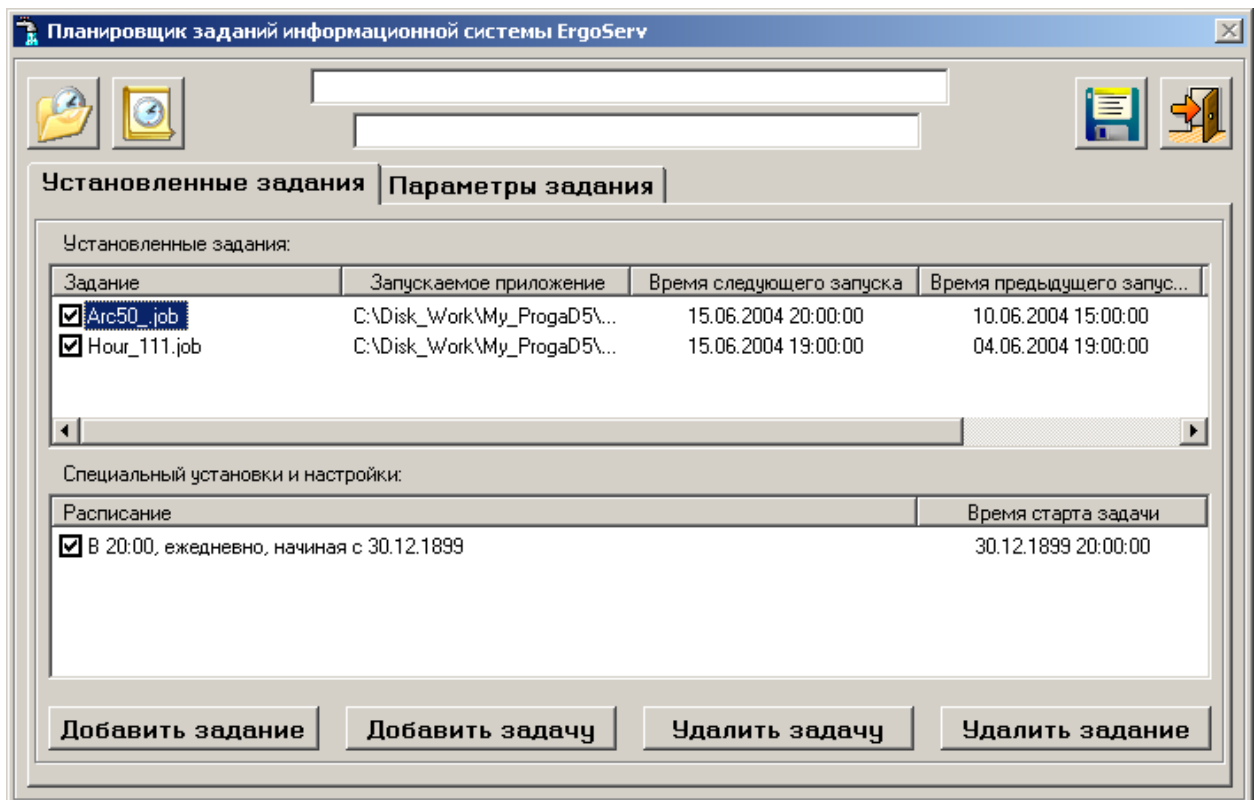 Планировщик заданий информационной системы ErgoServ
Установленные задания Параметры задания
Установленные задания:
Задание Запускаемое приложение Время следующего запуска Время предыдущего запус...
Arc50_.job C:\Disk_Work\My_ProgaD5\... 15.06.2004 20:00:00 10.06.2004 15:00:00
Hour_111.job C:\Disk_Work\My_ProgaD5\... 15.06.2004 19:00:00 04.06.2004 19:00:00
Специальный установки и настройки:
Расписание Время старта задачи
В 20:00, ежедневно, начиная с 30.12.1899 30.12.1899 20:00:00
Добавить задание Добавить задачу Удалить задачу Удалить задание